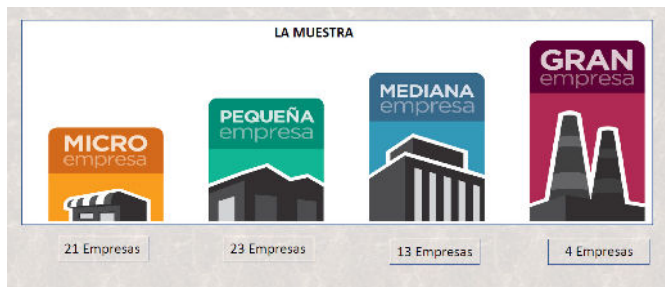 LA MUESTRA
MICRO
empresa
PEQUEÑA
empresa
MEDIANA
empresa
GRAN
empresa
21 Empresas
23 Empresas
13 Empresas
4 Empresas